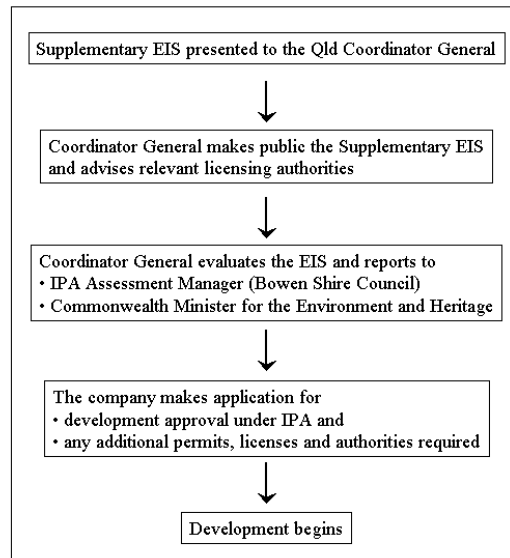 Supplementary EIS presented to the Qld Coordinator General
Coordinator General makes public the Supplementary EIS
and advises relevant licensing authorities
Coordinator General evaluates the EIS and reports to
• IPA Assessment Manager (Bowen Shire Council)
• Commonwealth Minister for the Environment and Heritage
The company makes application for
• development approval under IPA and
• any additional permits, licenses and authorities required
Development begins